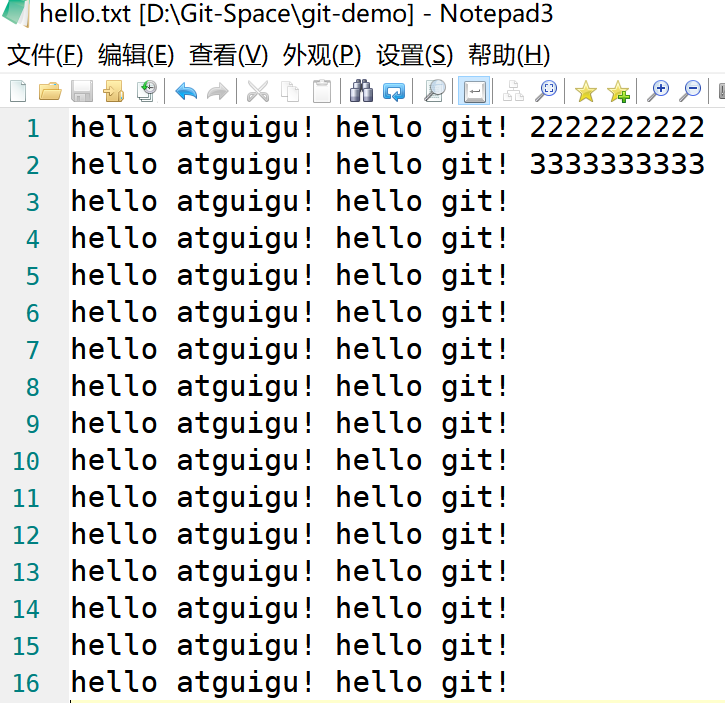 hello.txt [D:\Git-Space\git-demo] - Notepad3
文件(F) 编辑(E) 查看(V) 外观(P) 设置(S) 帮助(H)
1 hello atguigu! hello git! 2222222222
2 hello atguigu! hello git! 3333333333
3 hello atguigu! hello git!
4 hello atguigu! hello git!
5 hello atguigu! hello git!
6 hello atguigu! hello git!
7 hello atguigu! hello git!
8 hello atguigu! hello git!
9 hello atguigu! hello git!
10 hello atguigu! hello git!
11 hello atguigu! hello git!
12 hello atguigu! hello git!
13 hello atguigu! hello git!
14 hello atguigu! hello git!
15 hello atguigu! hello git!
16 hello atguigu! hello git!